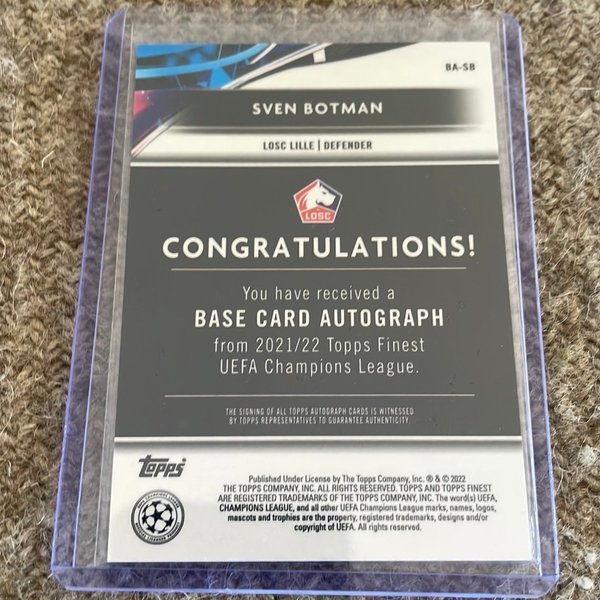 BA-SB
SVEN BOTMAN
LOSC LILLE | DEFENDER
LOSC
CONGRATULATIONS!
You have received a
BASE CARD AUTOGRAPH
from 2021/22 Topps Finest
UEFA Champions League.
THE SIGNING OF ALL TOPPS AUTOGRAPH CARDS IS WITNESSED
BY TOPPS REPRESENTATIVES TO GUARANTEE AUTHENTICITY.
TOPPS
Published Under License by The Topps Company, Inc. ® & © 2022
THE TOPPS COMPANY, INC. ALL RIGHTS RESERVED. TOPPS AND TOPPS FINEST
ARE REGISTERED TRADEMARKS OF THE TOPPS COMPANY, INC. The word(s) UEFA,
CHAMPIONS LEAGUE, and all other UEFA Champions League marks, names, logos,
mascots and trophies are the property, registered trademarks, designs and/or
copyright of UEFA. All rights reserved.